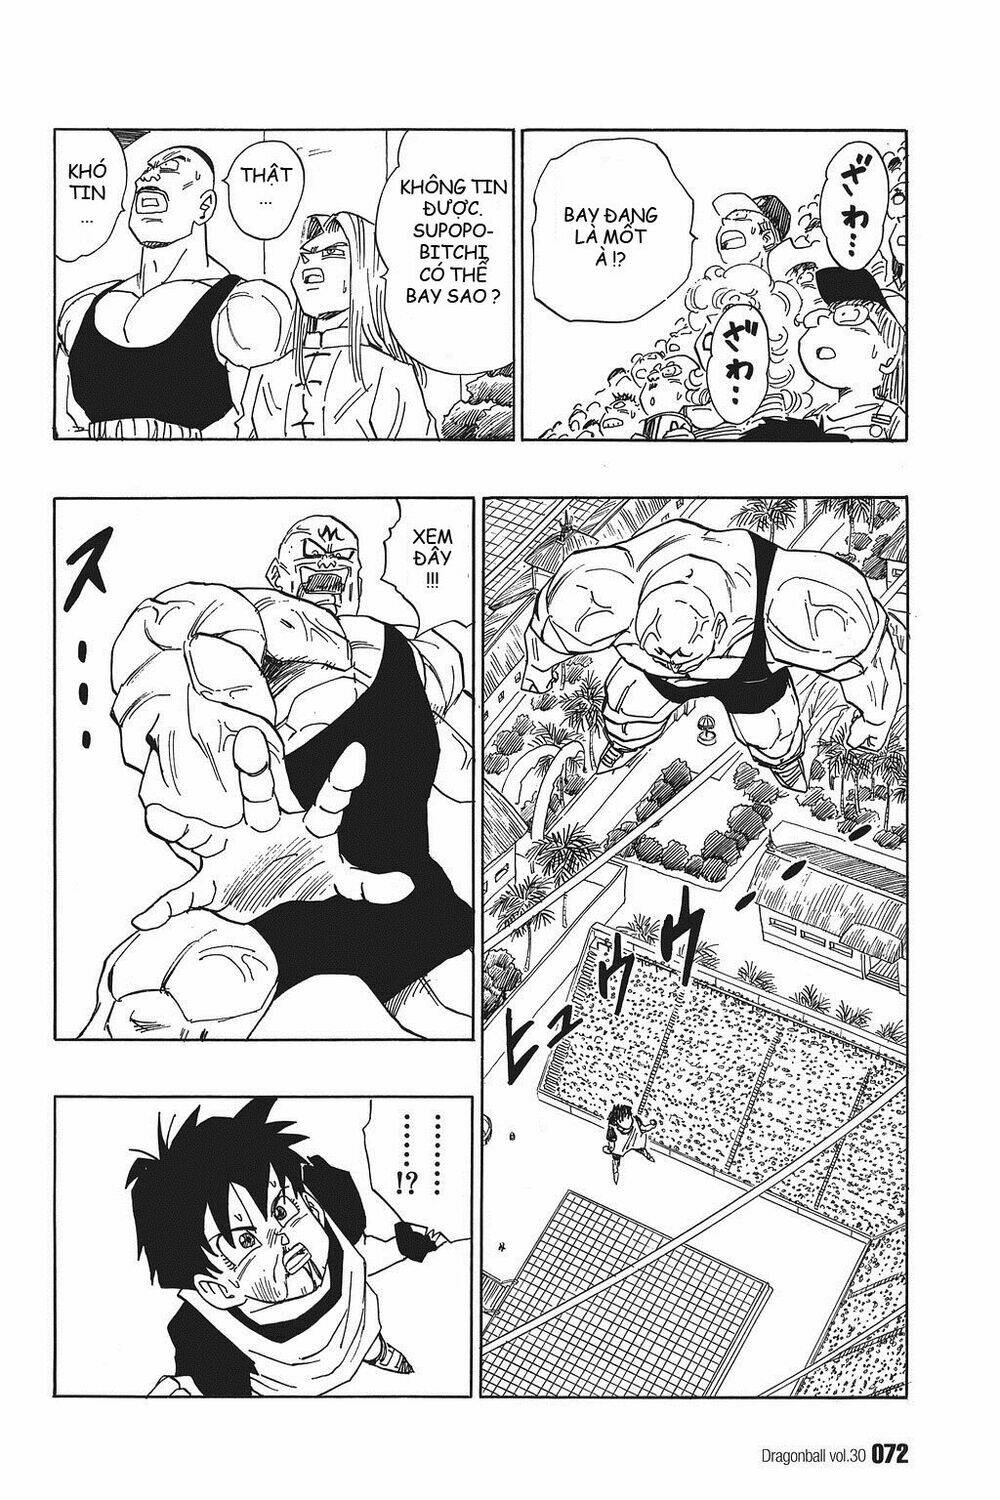 BAY ĐANG
LÀ MỐT
À !?
ざわ…
ざわ…
KHÔNG TIN
ĐƯỢC.
SUPOPO-
BITCHI
CÓ THỂ
BAY SAO ?
THẬT
...
KHÓ
TIN
...
ヒュウウ…
XEM
ĐÂY
!!!
ス…
M
………
………
!?
Dragonball vol.30 072